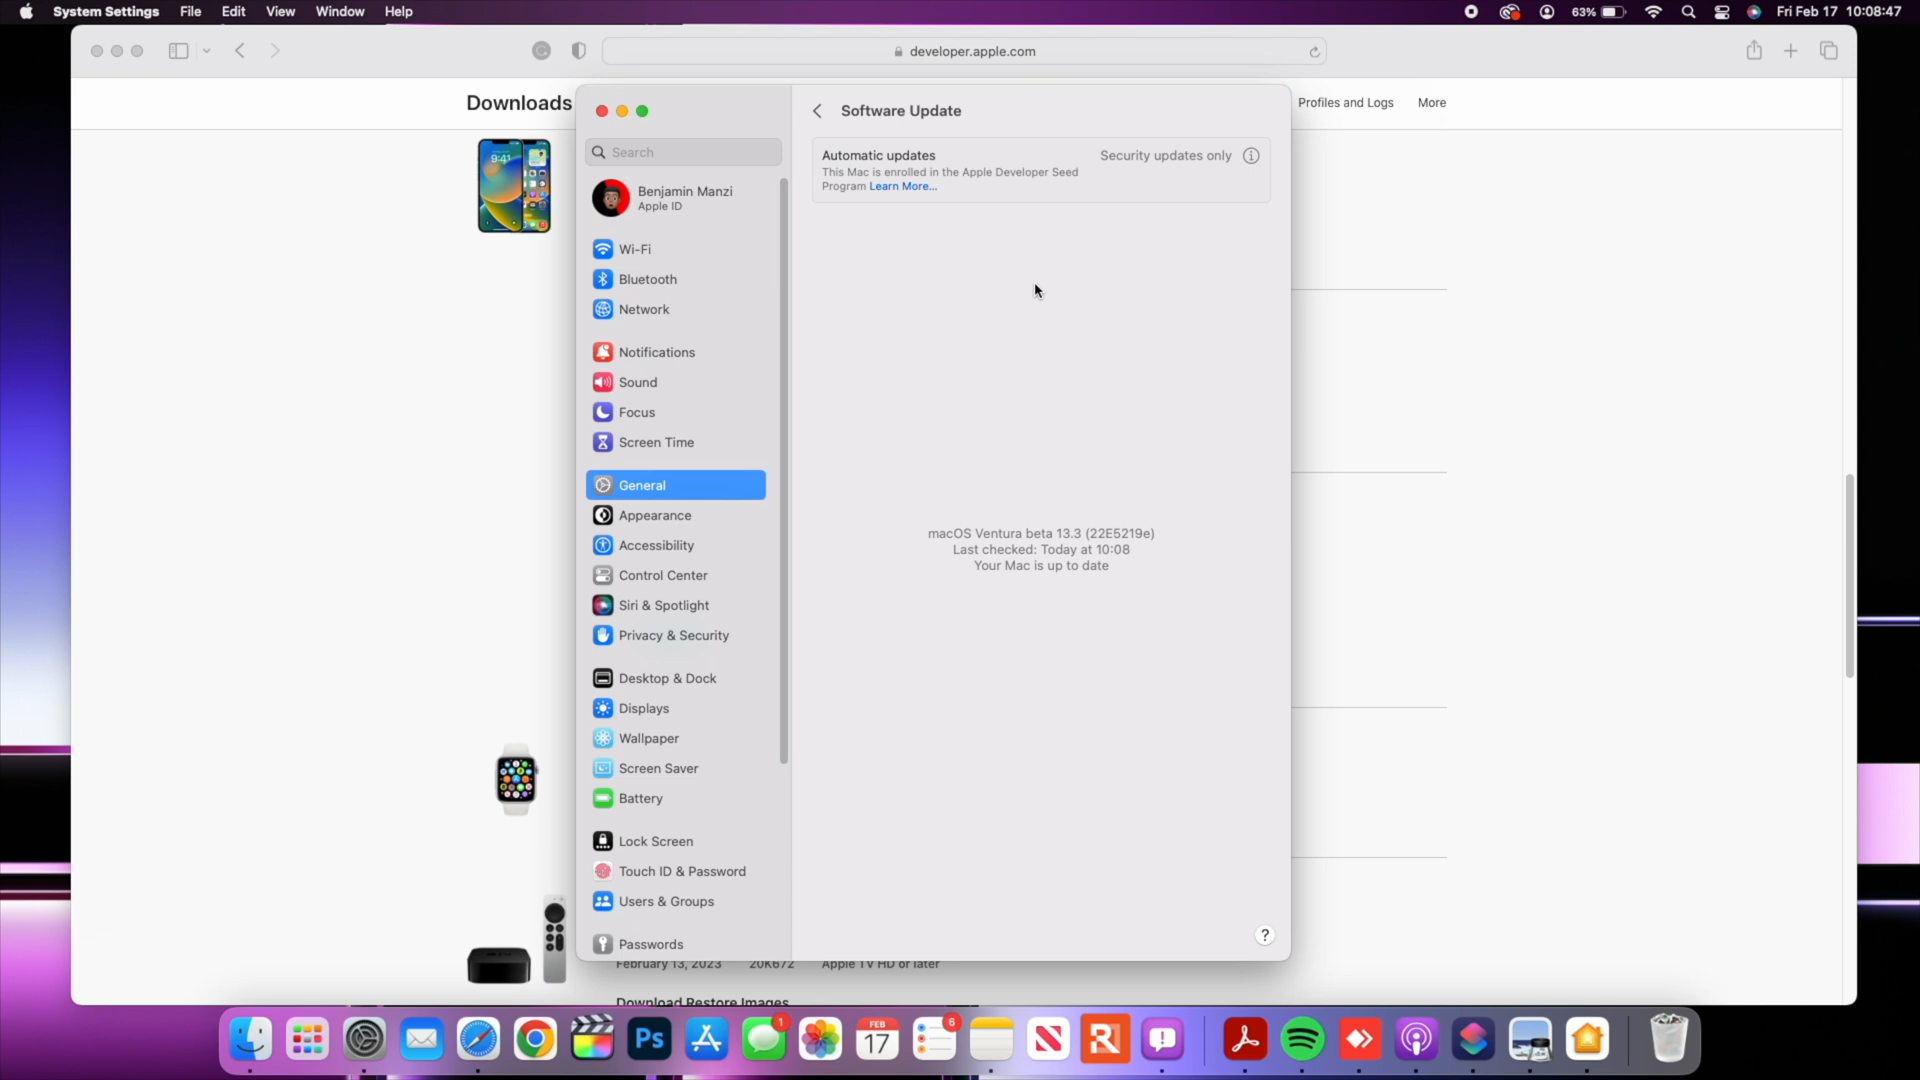 System Settings File Edit View Window Help
63% Fri Feb 17 10:08:47
developer.apple.com
Downloads
Profiles and Logs More
9:41
Search
Benjamin Manzi
Apple ID
Wi-Fi
Bluetooth
Network
Notifications
Sound
Focus
Screen Time
General
Appearance
Accessibility
Control Center
Siri & Spotlight
Privacy & Security
Desktop & Dock
Displays
Wallpaper
Screen Saver
Battery
Lock Screen
Touch ID & Password
Users & Groups
Passwords
Software Update
Automatic updates
Security updates only
This Mac is enrolled in the Apple Developer Seed
Program Learn More...
macOS Ventura beta 13.3 (22E5219e)
Last checked: Today at 10:08
Your Mac is up to date
?
February 13, 2023 20K672 Apple TV HD or later
Download Restore Images
Ps
1
FEB
17
6